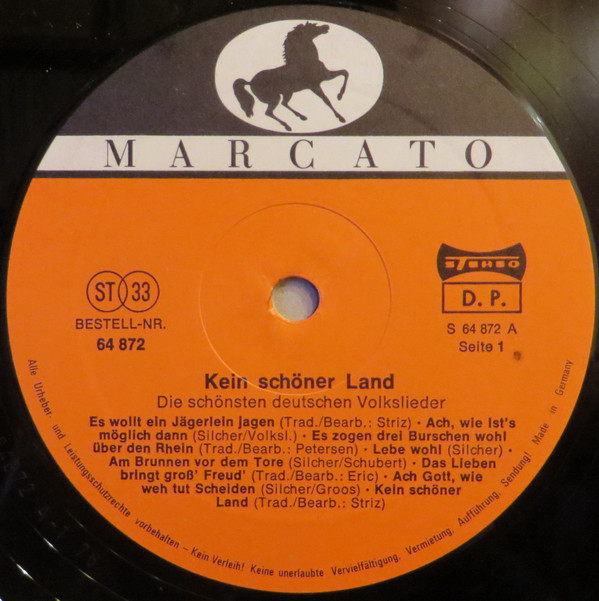 MARCATO
ST 33
BESTELL-NR.
64 872
STEREO
D. P.
S 64 872 A
Seite 1
Kein schöner Land
Die schönsten deutschen Volkslieder
Es wollt ein Jägerlein jagen (Trad./Bearb.: Striz) · Ach, wie ist's
möglich dann (Silcher/Volksl.) · Es zogen drei Burschen wohl
über den Rhein (Trad./Bearb.: Petersen) · Lebe wohl (Silcher) ·
Am Brunnen vor dem Tore (Silcher/Schubert) · Das Lieben
bringt groß' Freud' (Trad./Bearb.: Eric) · Ach Gott, wie
weh tut Scheiden (Silcher/Groos) · Kein schöner
Land (Trad./Bearb.: Striz)
Alle Urheber- und Leistungsschutzrechte vorbehalten – Kein Verleih! Keine unerlaubte Vervielfältigung, Vermietung, Aufführung, Sendung! Made in Germany